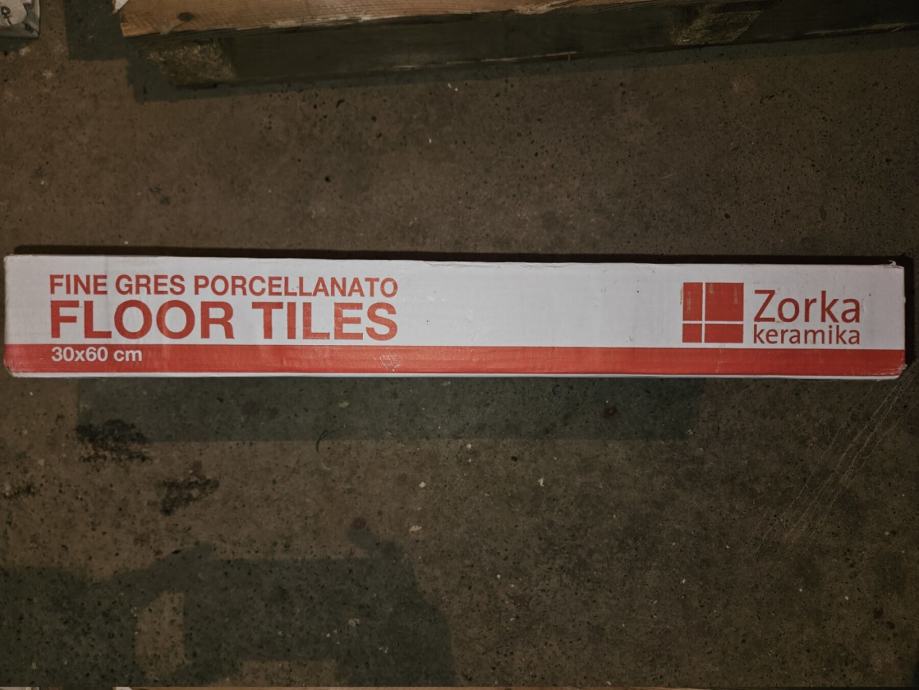 FINE GRES PORCELLANATO
FLOOR TILES
30x60 cm
Zorka
keramika